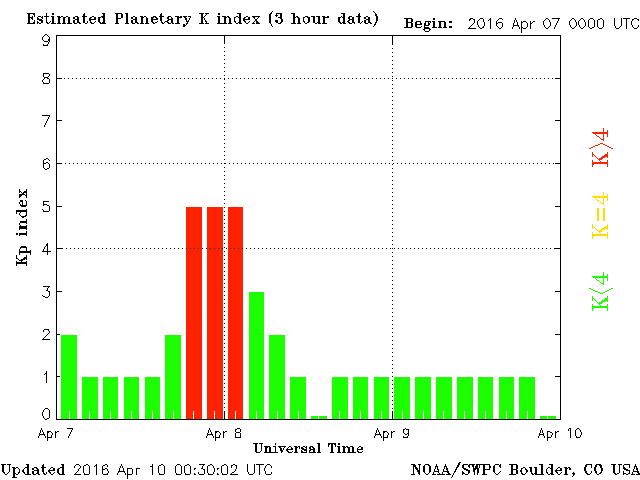 Estimated Planetary K index (3 hour data) Begin: 2016 Apr 07 0000 UTC
9
8
7
6
5
4
3
2
1
0
Kp index
K>4
K=4
K<4
Apr 7 Apr 8 Apr 9 Apr 10
Universal Time
Updated 2016 Apr 10 00:30:02 UTC NOAA/SWPC Boulder, CO USA